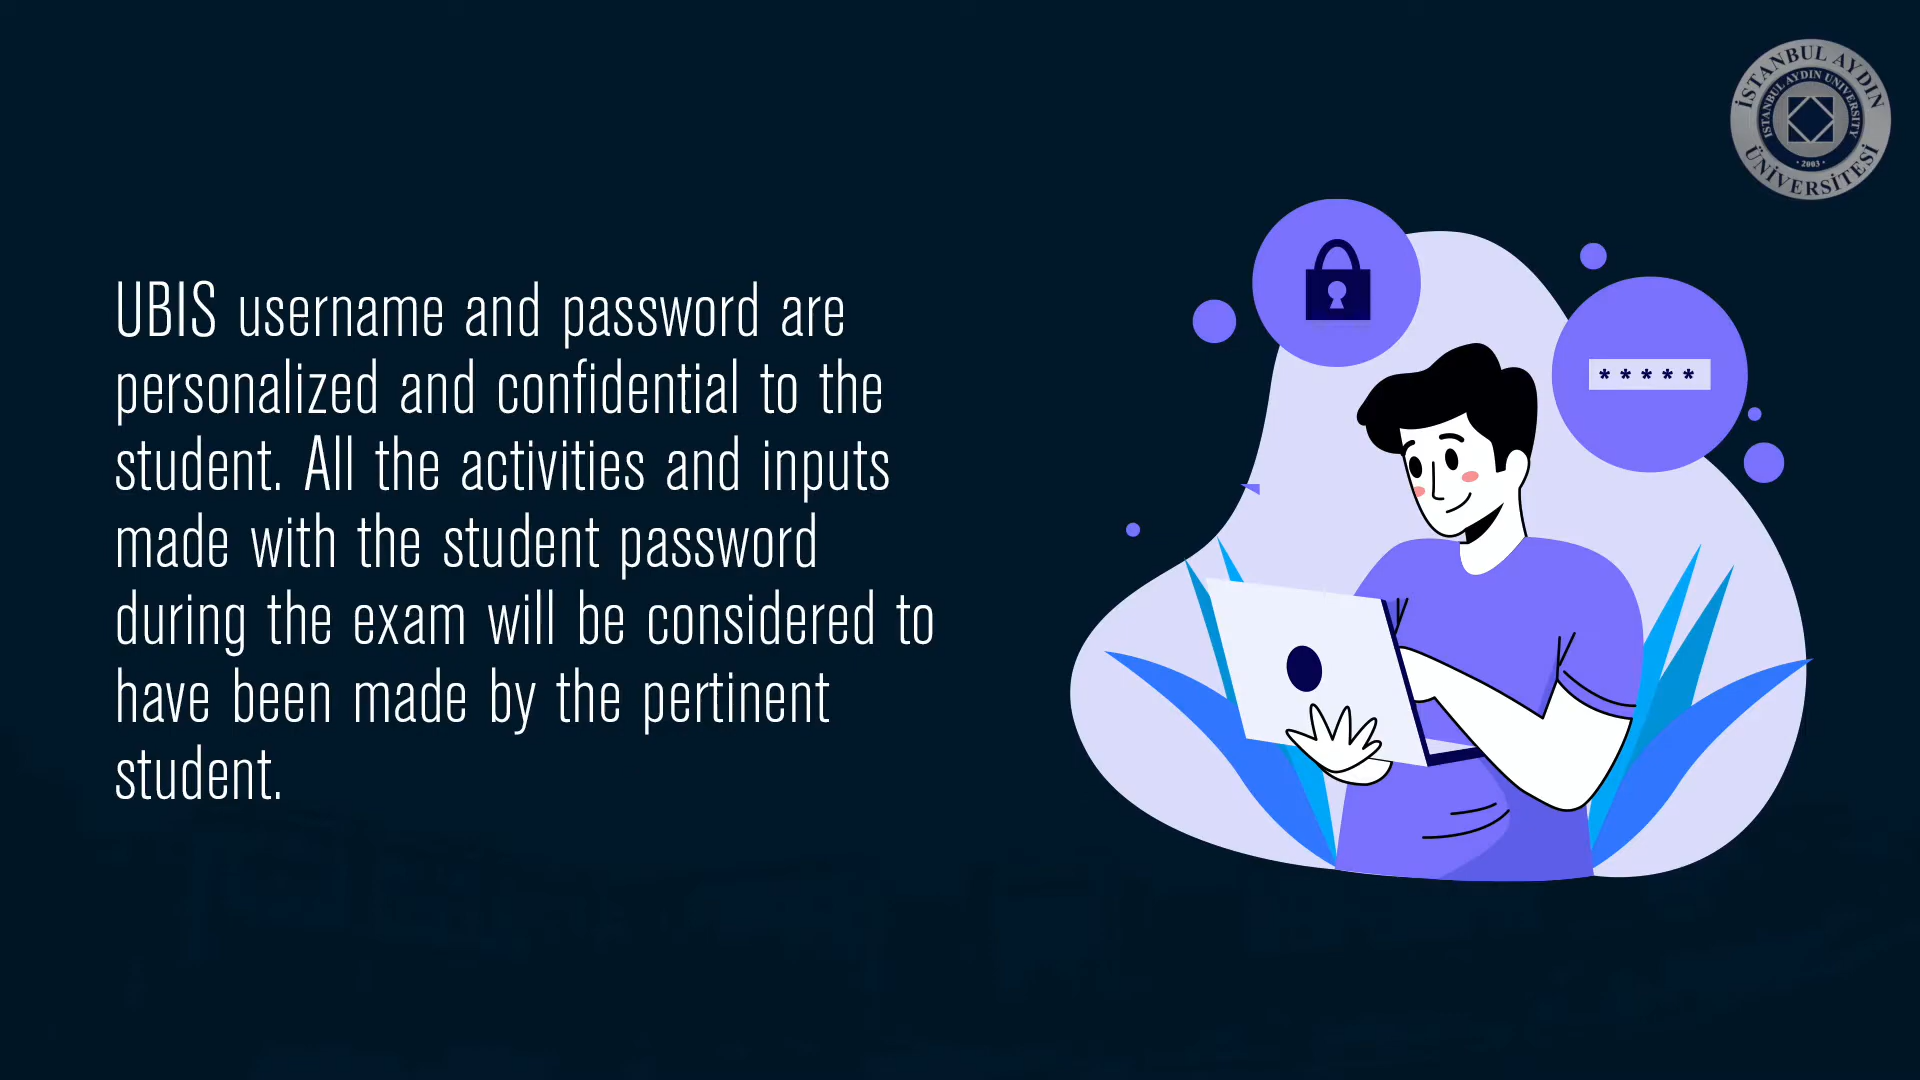 İSTANBUL AYDIN
İSTANBUL AYDIN UNIVERSITY
· 2003 ·
ÜNİVERSİTESİ
*****
UBIS username and password are
personalized and confidential to the
student. All the activities and inputs
made with the student password
during the exam will be considered to
have been made by the pertinent
student.